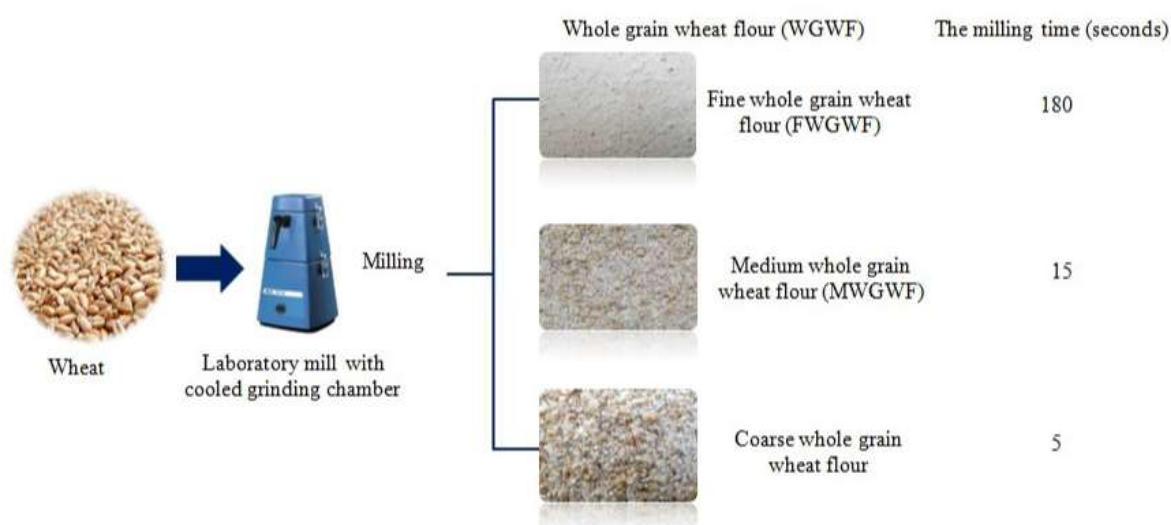 Whole grain wheat flour (WGWF)
The milling time (seconds)
Fine whole grain wheat
flour (FWGWF)
180
Milling
Medium whole grain
wheat flour (MWGWF)
15
Wheat
Laboratory mill with
cooled grinding chamber
Coarse whole grain
wheat flour
5